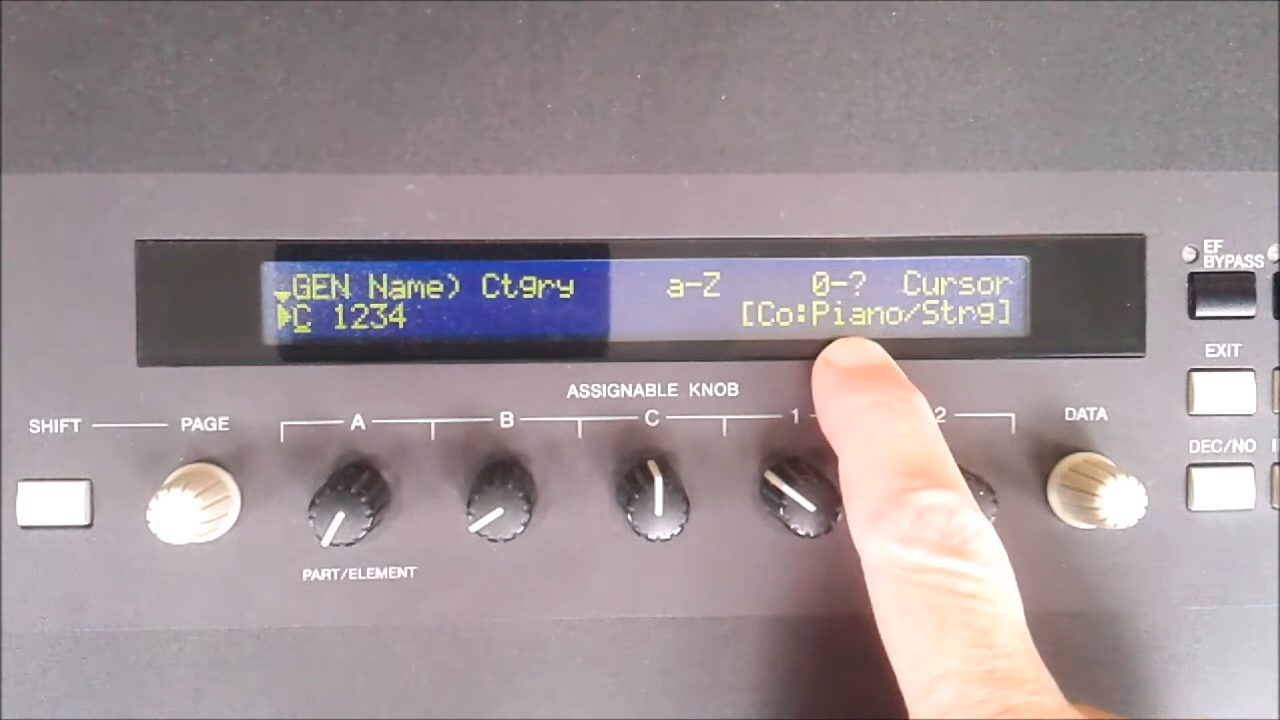 GEN Name) Ctgry a-Z 0-? Cursor
C 1234 [Co:Piano/Strg]
EF
BYPASS
ASSIGNABLE KNOB
EXIT
SHIFT PAGE A B C 1 2 DATA
DEC/NO
PART/ELEMENT